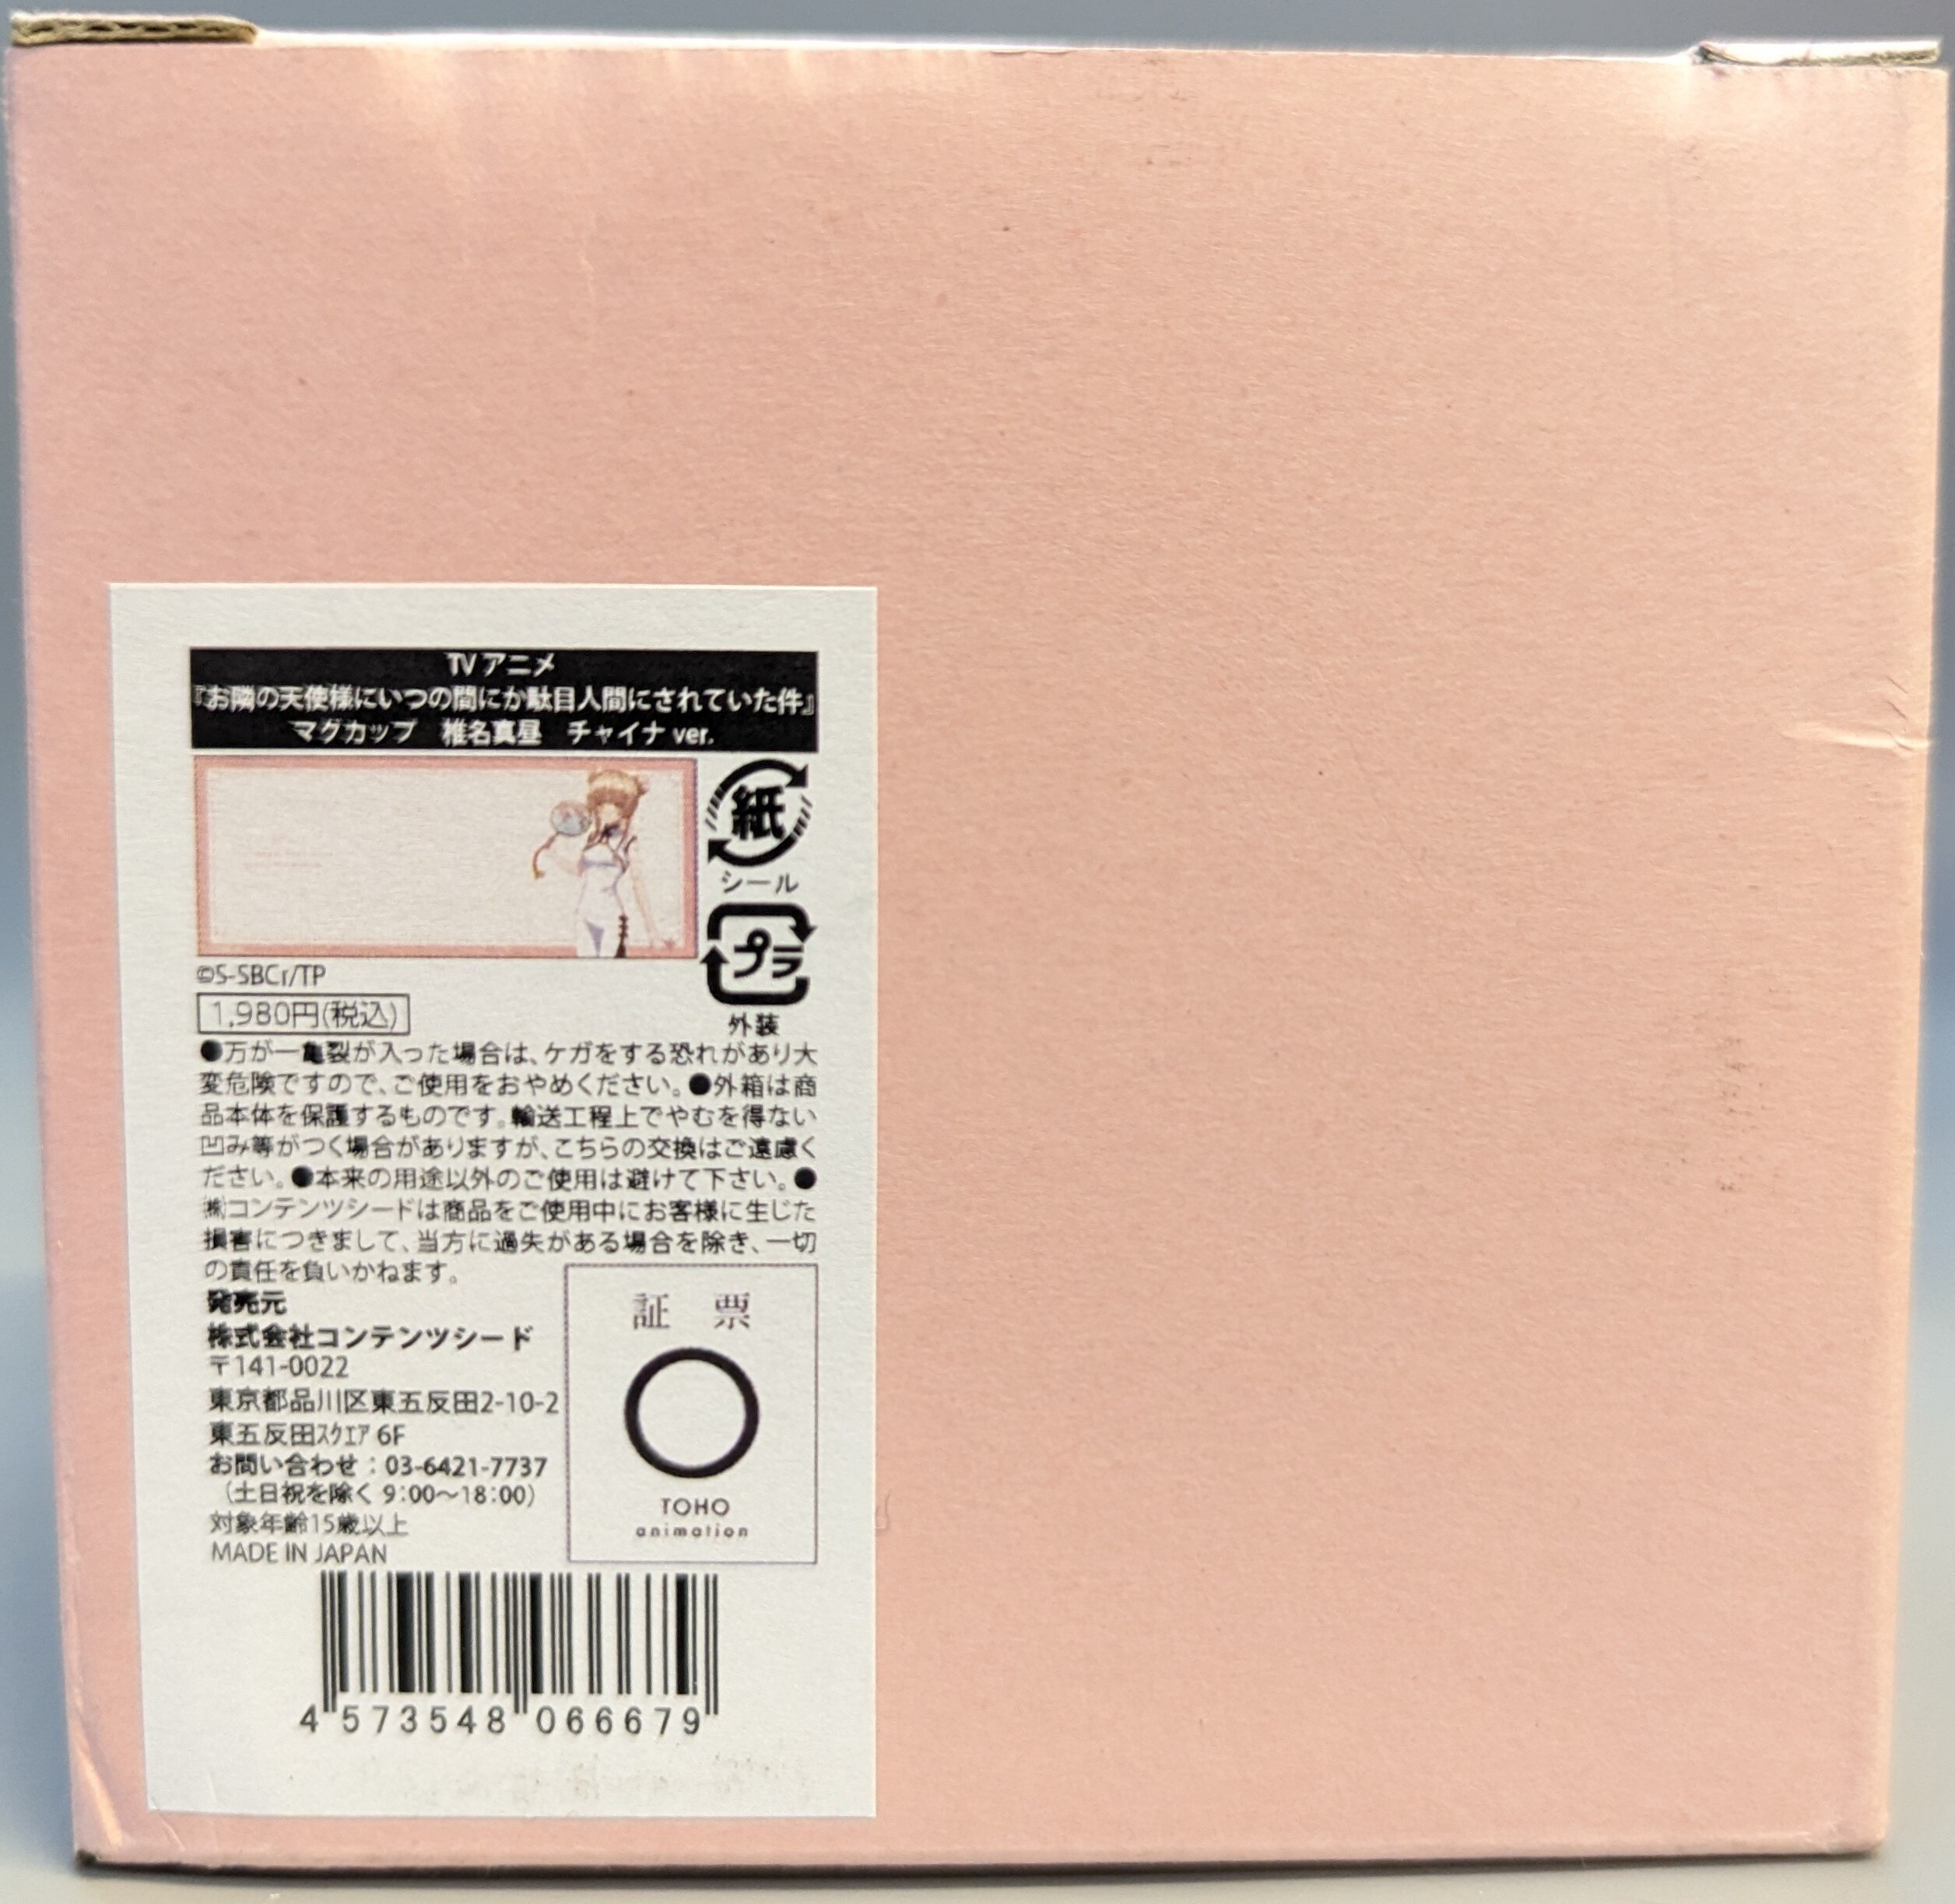 TVアニメ
『お隣の天使様にいつの間にか駄目人間にされていた件』
マグカップ　椎名真昼　チャイナ ver.
紙
シール
プラ
外装
©S-SBCr/TP
1,980円(税込)
●万が一亀裂が入った場合は、ケガをする恐れがあり大
変危険ですので、ご使用をおやめください。●外箱は商
品本体を保護するものです。輸送工程上でやむを得ない
凹み等がつく場合がありますが、こちらの交換はご遠慮く
ださい。●本来の用途以外のご使用は避けて下さい。●
㈱コンテンツシードは商品をご使用中にお客様に生じた
損害につきまして、当方に過失がある場合を除き、一切
の責任を負いかねます。
発売元
株式会社コンテンツシード
〒141-0022
東京都品川区東五反田2-10-2
東五反田ｽｸｴｱ 6F
お問い合わせ：03-6421-7737
（土日祝を除く 9:00～18:00）
対象年齢15歳以上
MADE IN JAPAN
証 票
TOHO
animation
4 573548 066679